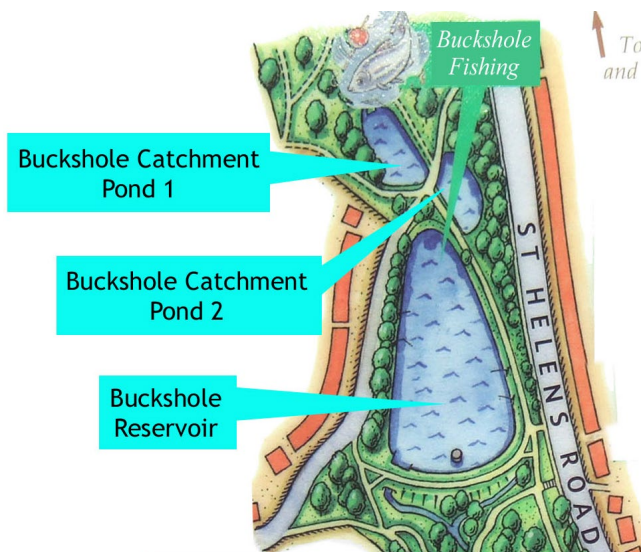 Buckshole
Fishing
To
and
Buckshole Catchment
Pond 1
Buckshole Catchment
Pond 2
Buckshole
Reservoir
ST HELENS ROAD